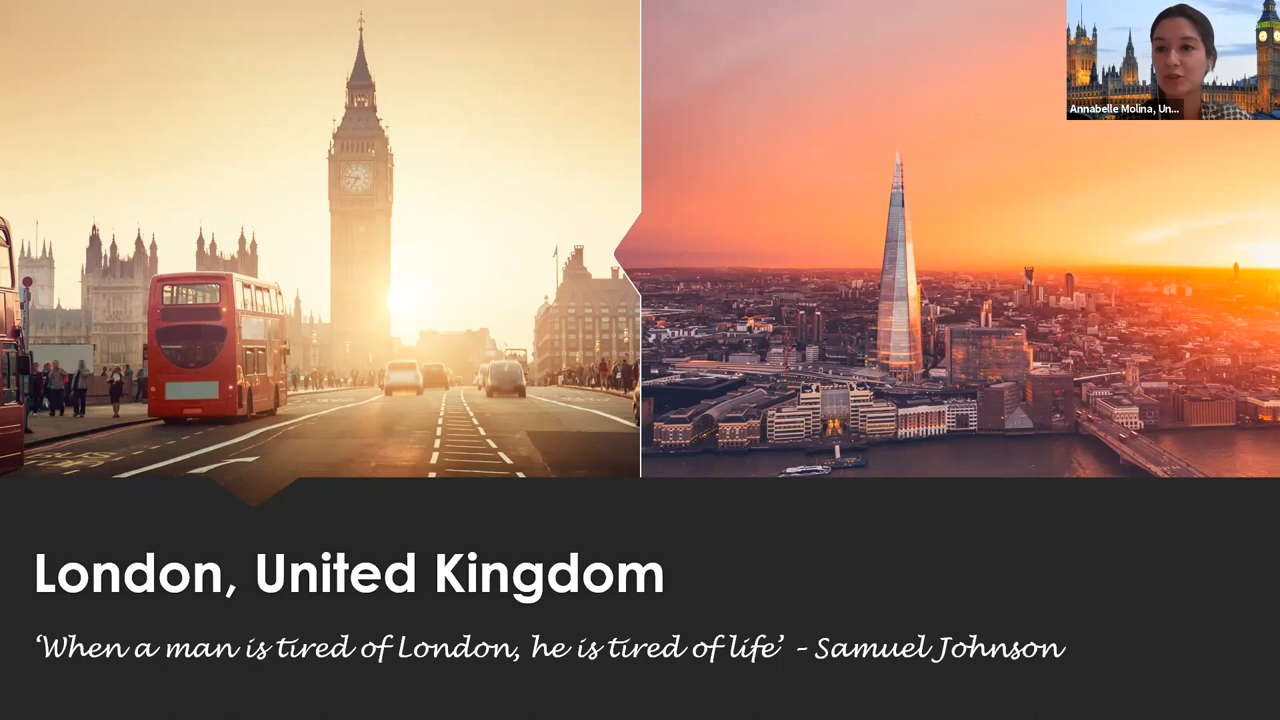 Annabelle Molina, Un...
London, United Kingdom
‘When a man is tired of London, he is tired of life’ – Samuel Johnson